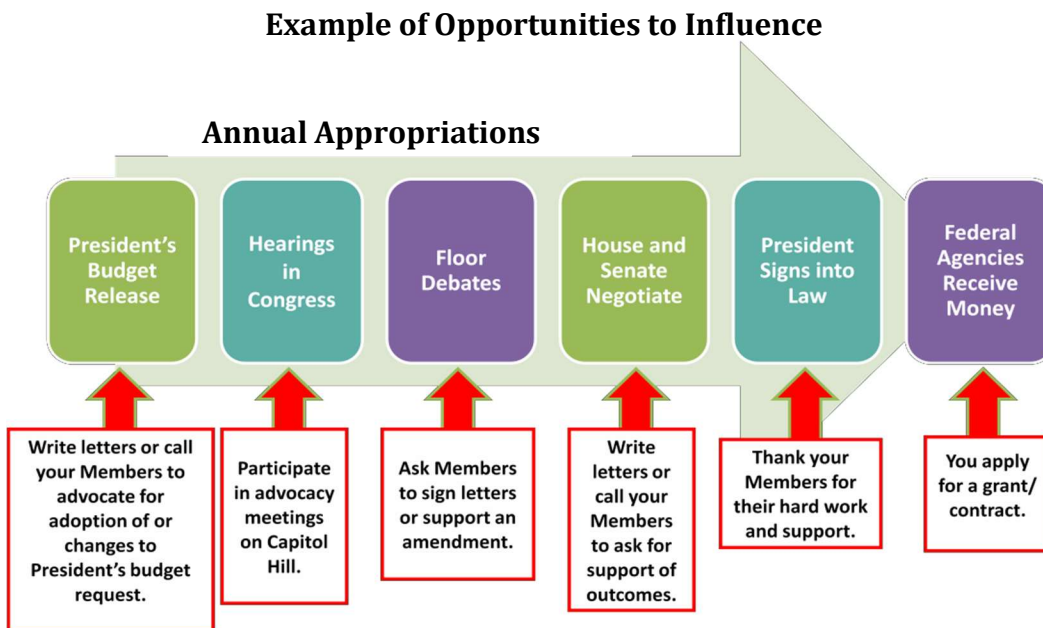 Example of Opportunities to Influence
Annual Appropriations
President's
Budget
Release
Hearings
in
Congress
Floor
Debates
House and
Senate
Negotiate
President
Signs into
Law
Federal
Agencies
Receive
Money
Write letters or call
your Members to
advocate for
adoption of or
changes to
President's budget
request.
Participate
in advocacy
meetings
on Capitol
Hill.
Ask Members
to sign letters
or support an
amendment.
Write
letters or
call your
Members
to ask for
support of
outcomes.
Thank your
Members for
their hard work
and support.
You apply
for a grant/
contract.